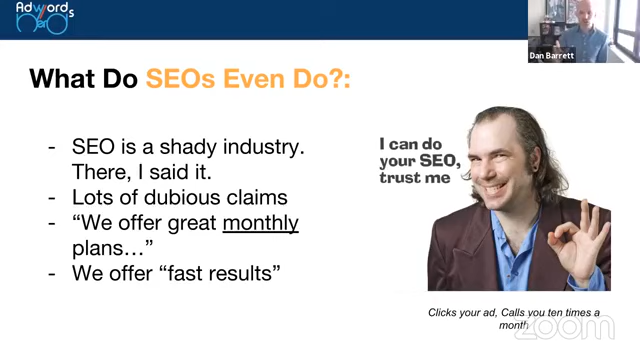 AdWords
Nerds
Dan Barrett
What Do SEOs Even Do?:
- SEO is a shady industry.
There, I said it.
- Lots of dubious claims
- “We offer great monthly
plans…”
- We offer “fast results”
I can do
your SEO,
trust me
Clicks your ad, Calls you ten times a
month
zoom